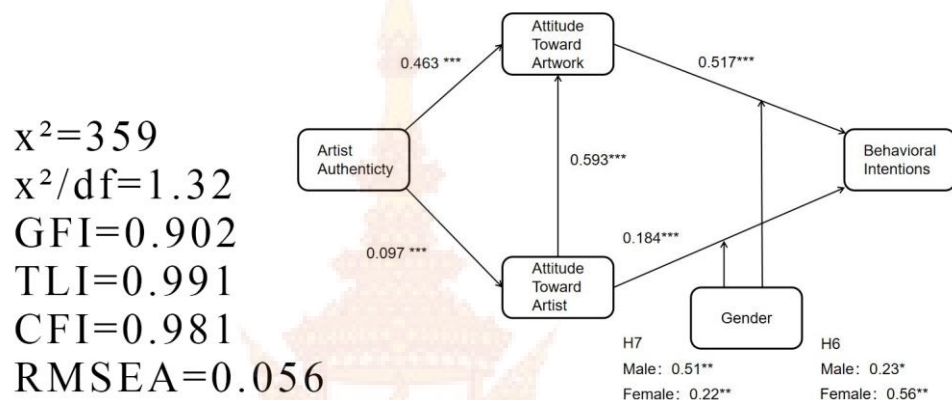 x²=359
x²/df=1.32
GFI=0.902
TLI=0.991
CFI=0.981
RMSEA=0.056
Artist
Authenticty
Attitude
Toward
Artwork
Attitude
Toward
Artist
Behavioral
Intentions
Gender
0.463 ***
0.517***
0.593***
0.097 ***
0.184***
H7
Male: 0.51**
Female: 0.22**
H6
Male: 0.23*
Female: 0.56**